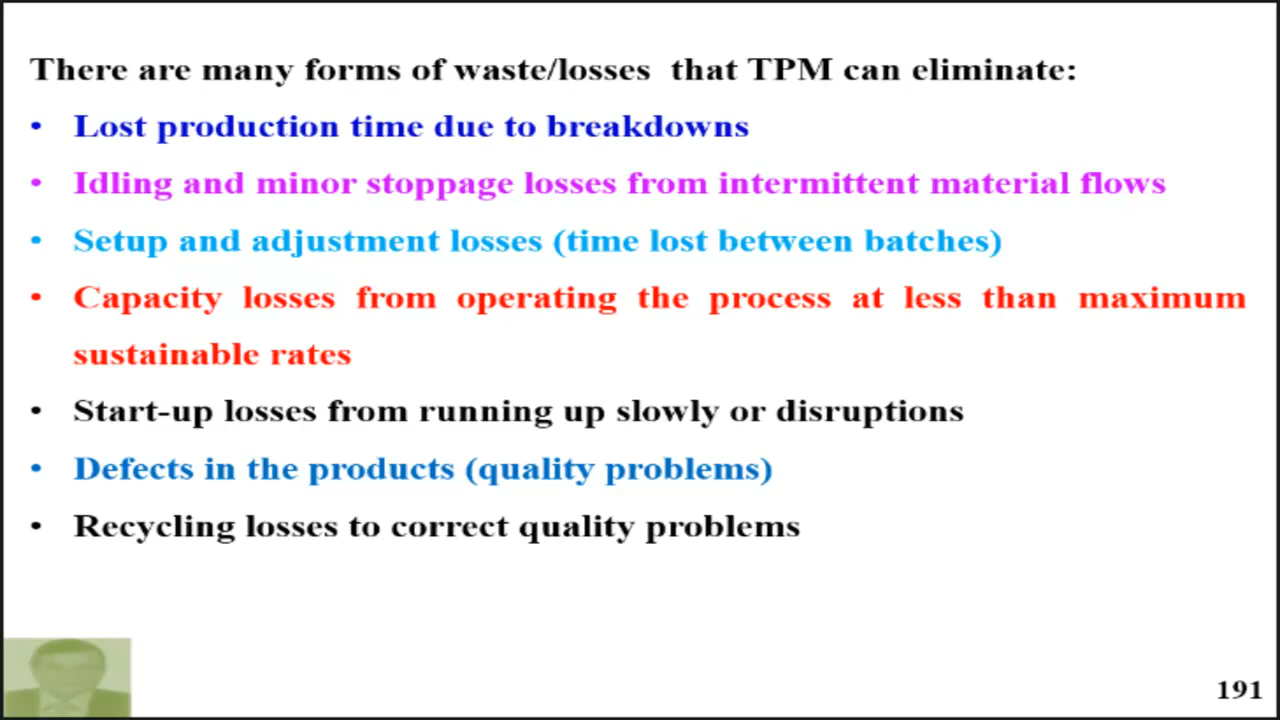 There are many forms of waste/losses that TPM can eliminate:
• Lost production time due to breakdowns
• Idling and minor stoppage losses from intermittent material flows
• Setup and adjustment losses (time lost between batches)
• Capacity losses from operating the process at less than maximum
sustainable rates
• Start-up losses from running up slowly or disruptions
• Defects in the products (quality problems)
• Recycling losses to correct quality problems
191